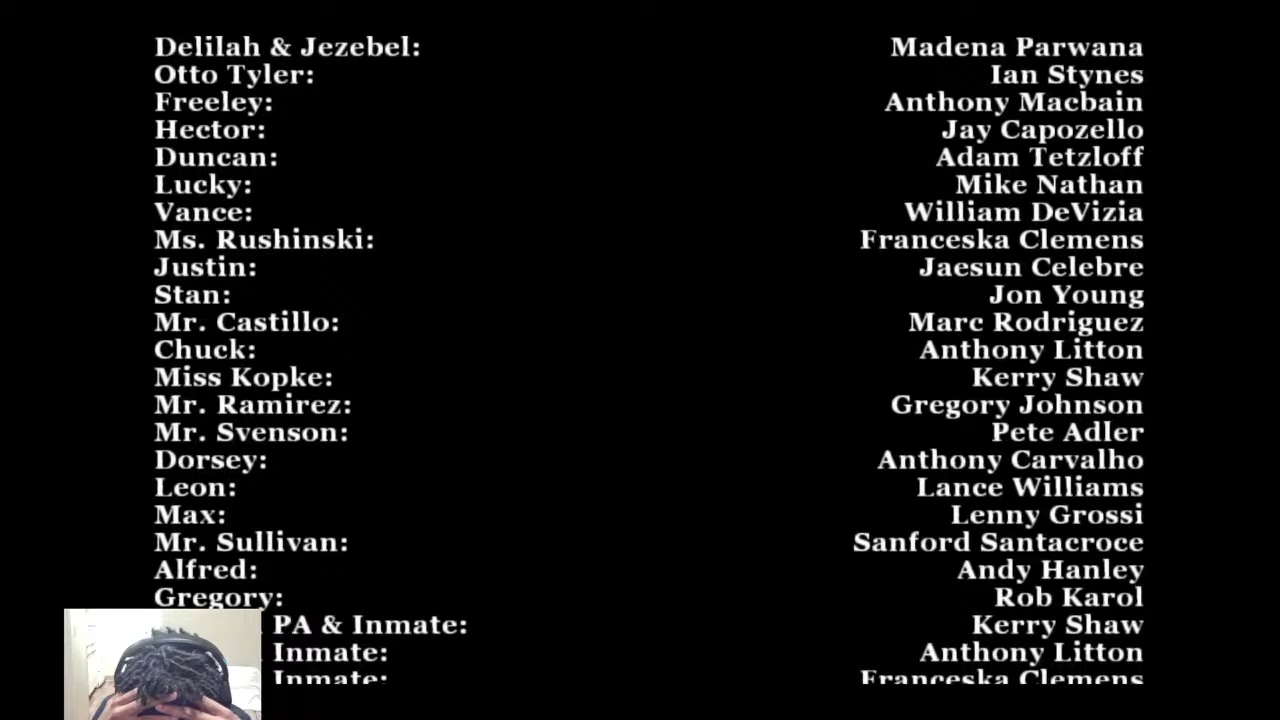 Delilah & Jezebel: Madena Parwana
Otto Tyler: Ian Stynes
Freeley: Anthony Macbain
Hector: Jay Capozello
Duncan: Adam Tetzloff
Lucky: Mike Nathan
Vance: William DeVizia
Ms. Rushinski: Franceska Clemens
Justin: Jaesun Celebre
Stan: Jon Young
Mr. Castillo: Marc Rodriguez
Chuck: Anthony Litton
Miss Kopke: Kerry Shaw
Mr. Ramirez: Gregory Johnson
Mr. Svenson: Pete Adler
Dorsey: Anthony Carvalho
Leon: Lance Williams
Max: Lenny Grossi
Mr. Sullivan: Sanford Santacroce
Alfred: Andy Hanley
Gregory: Rob Karol
PA & Inmate: Kerry Shaw
Inmate: Anthony Litton
Inmate: Franceska Clemens